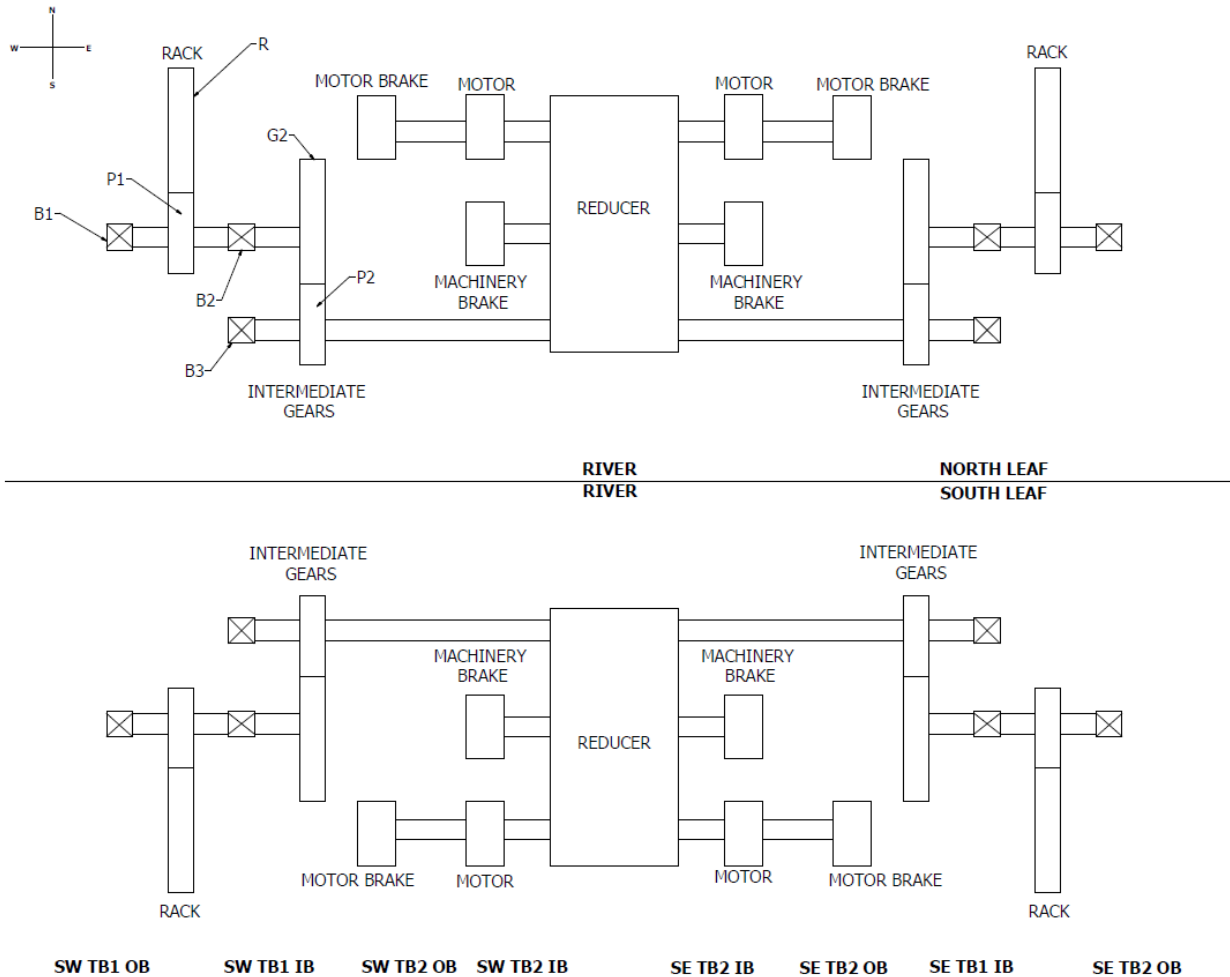 N
W E
S
RACK
R
RACK
MOTOR BRAKE
MOTOR
MOTOR
MOTOR BRAKE
G2
P1
B1
REDUCER
B2
P2
MACHINERY
BRAKE
MACHINERY
BRAKE
B3
INTERMEDIATE
GEARS
INTERMEDIATE
GEARS
RIVER
NORTH LEAF
RIVER
SOUTH LEAF
INTERMEDIATE
GEARS
INTERMEDIATE
GEARS
MACHINERY
BRAKE
MACHINERY
BRAKE
REDUCER
MOTOR BRAKE
MOTOR
MOTOR
MOTOR BRAKE
RACK
RACK
SW TB1 OB
SW TB1 IB
SW TB2 OB
SW TB2 IB
SE TB2 IB
SE TB2 OB
SE TB1 IB
SE TB2 OB